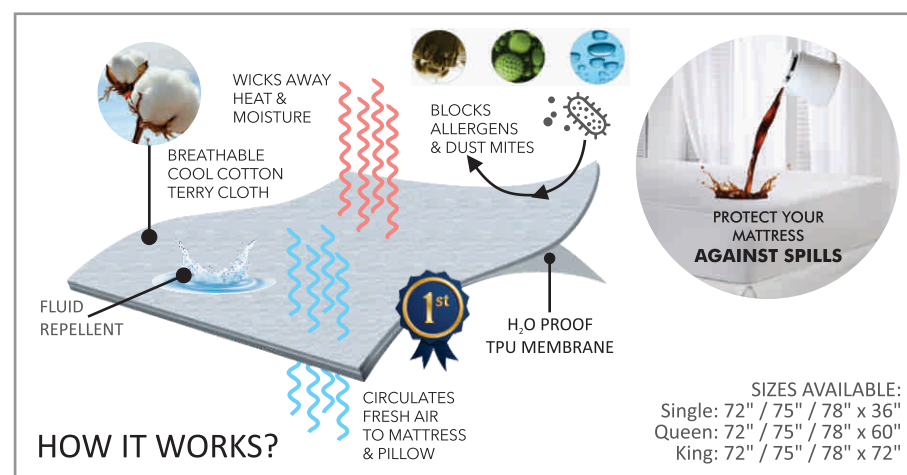 WICKS AWAY
HEAT &
MOISTURE
BLOCKS
ALLERGENS
& DUST MITES
BREATHABLE
COOL COTTON
TERRY CLOTH
PROTECT YOUR
MATTRESS
AGAINST SPILLS
FLUID
REPELLENT
1st
H₂O PROOF
TPU MEMBRANE
CIRCULATES
FRESH AIR
TO MATTRESS
& PILLOW
HOW IT WORKS?
SIZES AVAILABLE:
Single: 72" / 75" / 78" x 36"
Queen: 72" / 75" / 78" x 60"
King: 72" / 75" / 78" x 72"